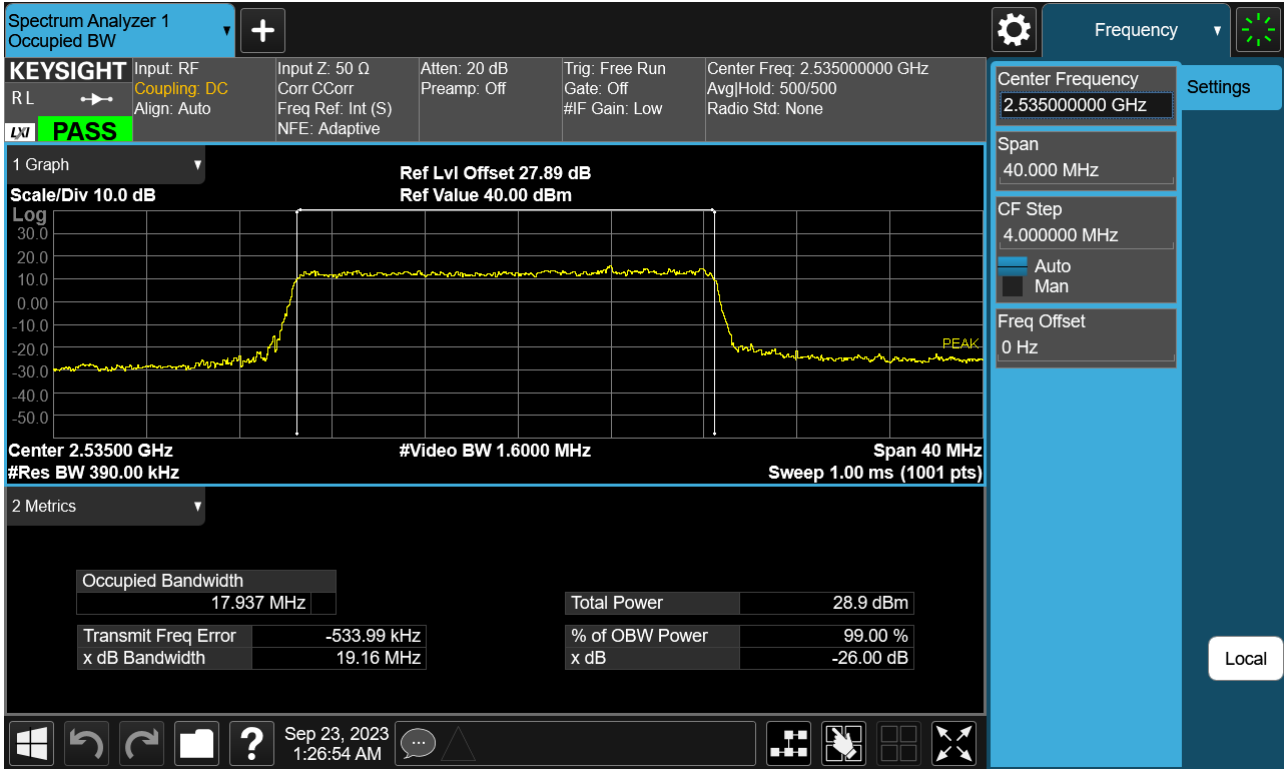 Spectrum Analyzer 1
Occupied BW
▼
+
Frequency
▼
KEYSIGHT
R L
LXI
PASS
Input: RF
Coupling: DC
Align: Auto
Input Z: 50 Ω
Corr CCorr
Freq Ref: Int (S)
NFE: Adaptive
Atten: 20 dB
Preamp: Off
Trig: Free Run
Gate: Off
#IF Gain: Low
Center Freq: 2.535000000 GHz
Avg|Hold: 500/500
Radio Std: None
Center Frequency
2.535000000 GHz
Settings
Span
40.000 MHz
CF Step
4.000000 MHz
Auto
Man
Freq Offset
0 Hz
Local
1 Graph ▼
Scale/Div 10.0 dB
Ref Lvl Offset 27.89 dB
Ref Value 40.00 dBm
Log
30.0
20.0
10.0
0.00
-10.0
-20.0
-30.0
-40.0
-50.0
PEAK
Center 2.53500 GHz
#Video BW 1.6000 MHz
Span 40 MHz
#Res BW 390.00 kHz
Sweep 1.00 ms (1001 pts)
2 Metrics ▼
Occupied Bandwidth
17.937 MHz
Total Power 28.9 dBm
Transmit Freq Error -533.99 kHz
% of OBW Power 99.00 %
x dB Bandwidth 19.16 MHz
x dB -26.00 dB
?
Sep 23, 2023
1:26:54 AM
...